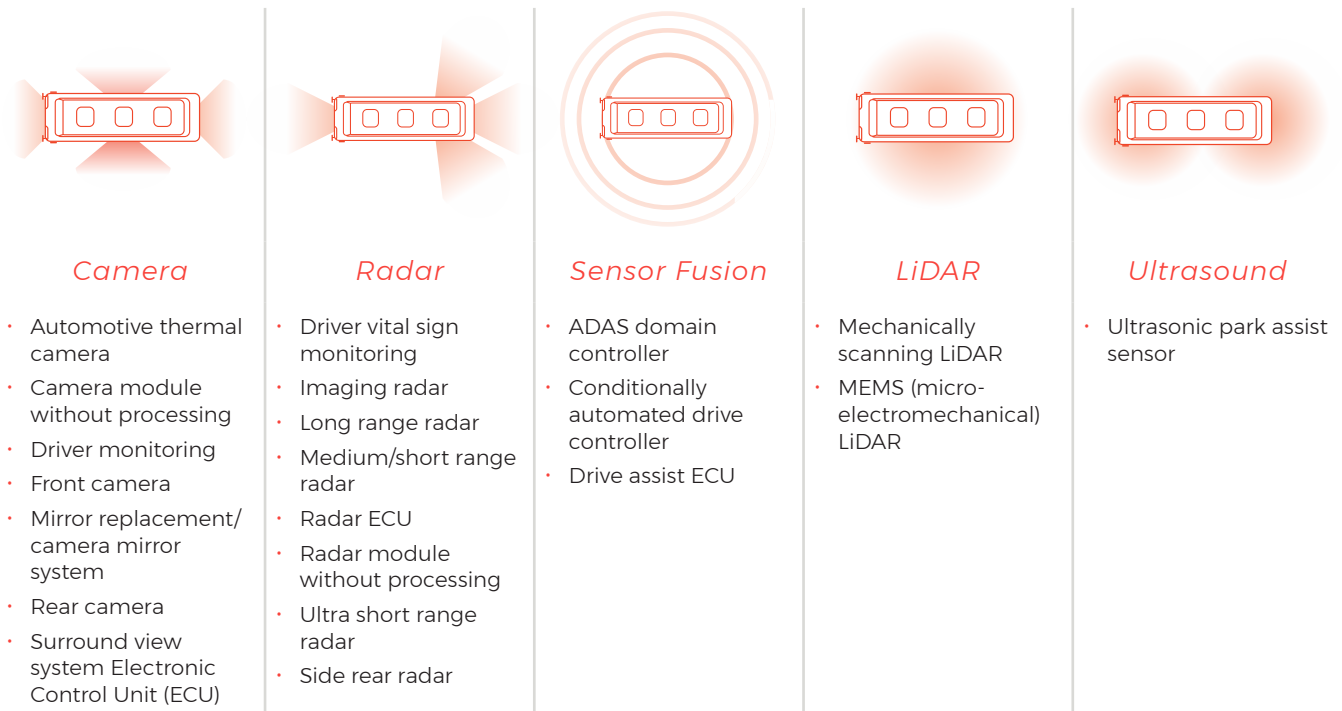 Camera
• Automotive thermal
camera
• Camera module
without processing
• Driver monitoring
• Front camera
• Mirror replacement/
camera mirror
system
• Rear camera
• Surround view
system Electronic
Control Unit (ECU)
Radar
• Driver vital sign
monitoring
• Imaging radar
• Long range radar
• Medium/short range
radar
• Radar ECU
• Radar module
without processing
• Ultra short range
radar
• Side rear radar
Sensor Fusion
• ADAS domain
controller
• Conditionally
automated drive
controller
• Drive assist ECU
LiDAR
• Mechanically
scanning LiDAR
• MEMS (micro-
electromechanical)
LiDAR
Ultrasound
• Ultrasonic park assist
sensor